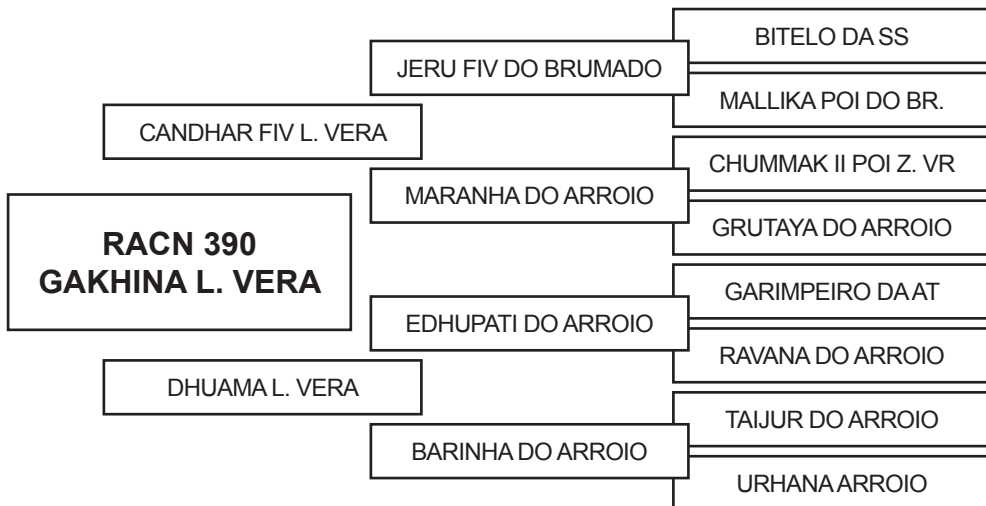 BITELO DA SS
JERU FIV DO BRUMADO
MALLIKA POI DO BR.
CANDHAR FIV L. VERA
CHUMMAK II POI Z. VR
MARANHA DO ARROIO
GRUTAYA DO ARROIO
RACN 390
GAKHINA L. VERA
GARIMPEIRO DA AT
EDHUPATI DO ARROIO
RAVANA DO ARROIO
DHUAMA L. VERA
TAIJUR DO ARROIO
BARINHA DO ARROIO
URHANA ARROIO